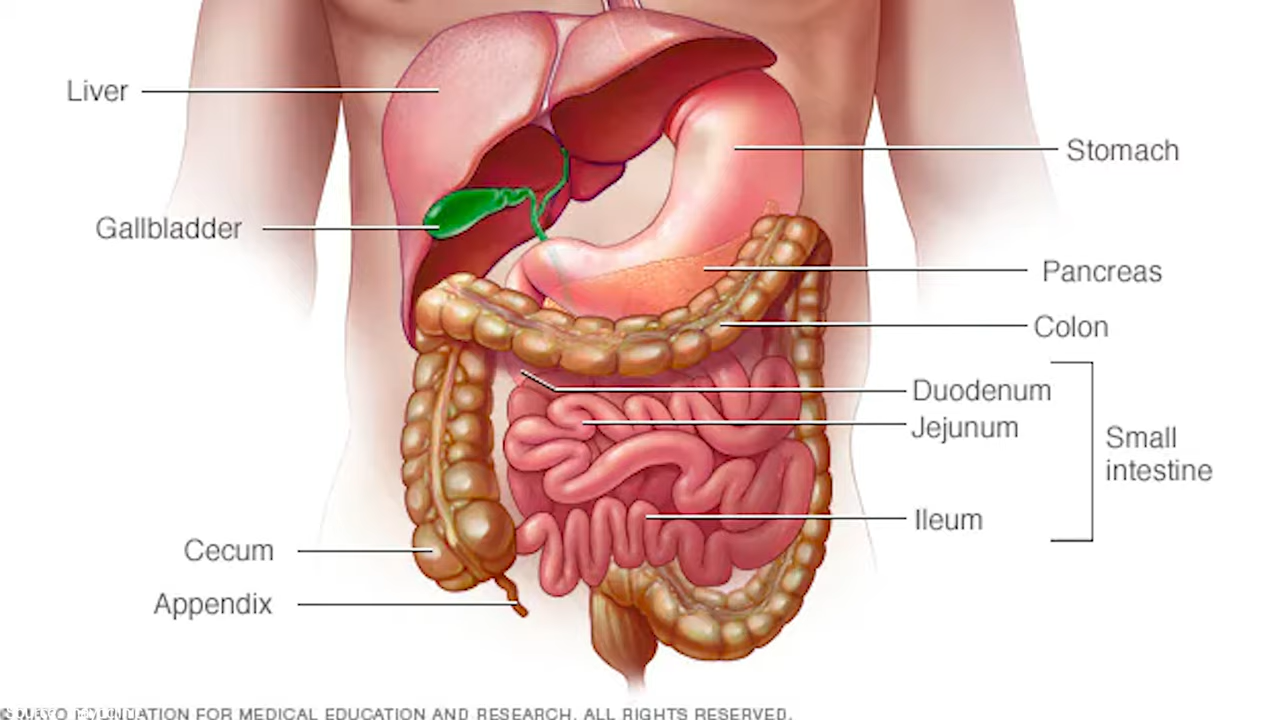 Liver
Stomach
Gallbladder
Pancreas
Colon
Duodenum
Jejunum
Small
intestine
Ileum
Cecum
Appendix
FOR MEDICAL EDUCATION AND RESEARCH. ALL RIGHTS RESERVED.